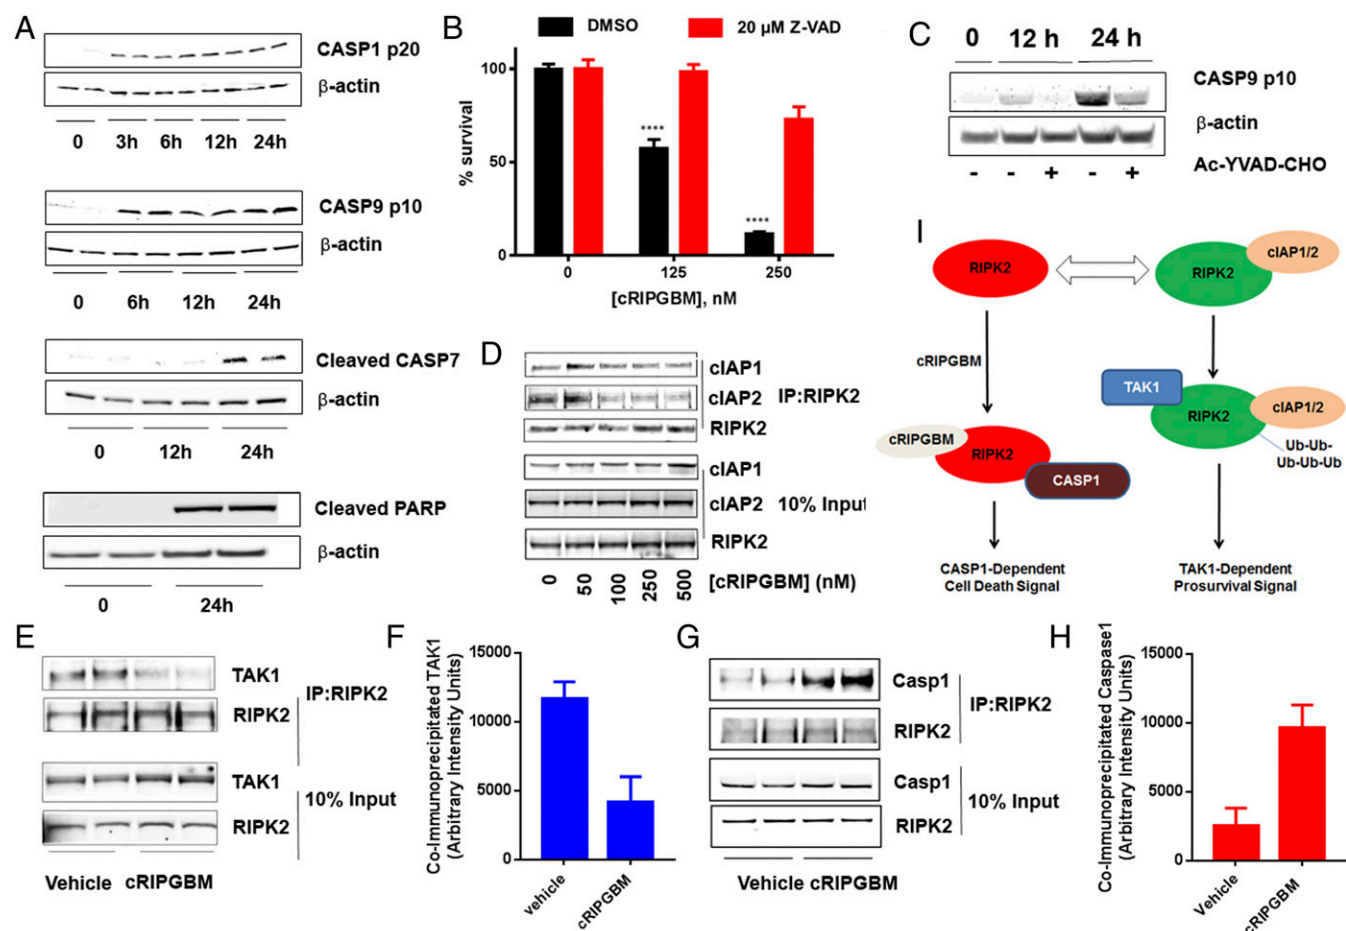 A
CASP1 p20
β-actin
0 3h 6h 12h 24h
CASP9 p10
β-actin
0 6h 12h 24h
Cleaved CASP7
β-actin
0 12h 24h
Cleaved PARP
β-actin
0 24h
B
DMSO 20 µM Z-VAD
% survival
100
50
0
****
****
0 125 250
[cRIPGBM], nM
C
0 12 h 24 h
CASP9 p10
β-actin
- - + - + Ac-YVAD-CHO
D
cIAP1
cIAP2
RIPK2
IP:RIPK2
cIAP1
cIAP2
RIPK2
10% Input
0 50 100 250 500 [cRIPGBM] (nM)
E
TAK1
RIPK2
IP:RIPK2
TAK1
RIPK2
10% Input
Vehicle cRIPGBM
F
Co-Immunoprecipitated TAK1
(Arbitrary Intensity Units)
15000
10000
5000
0
vehicle
cRIPGBM
G
Casp1
RIPK2
IP:RIPK2
Casp1
RIPK2
10% Input
Vehicle cRIPGBM
H
Co-Immunoprecipitated Caspase1
(Arbitrary Intensity Units)
15000
10000
5000
0
Vehicle
cRIPGBM
I
RIPK2
RIPK2
cIAP1/2
cRIPGBM
TAK1
RIPK2
cIAP1/2
Ub-Ub-
Ub-Ub-Ub
cRIPGBM
RIPK2
CASP1
CASP1-Dependent
Cell Death Signal
TAK1-Dependent
Prosurvival Signal